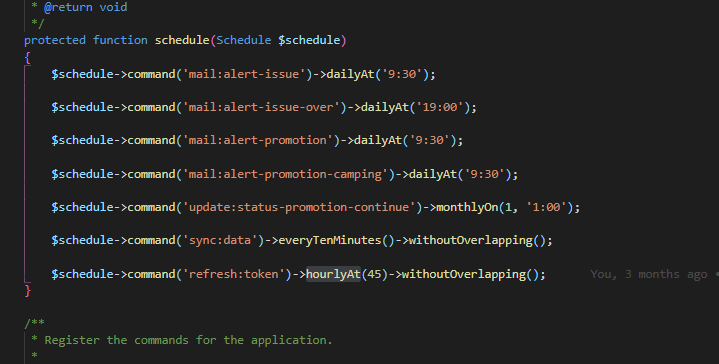 * @return void
*/
protected function schedule(Schedule $schedule)
{
$schedule->command('mail:alert-issue')->dailyAt('9:30');
$schedule->command('mail:alert-issue-over')->dailyAt('19:00');
$schedule->command('mail:alert-promotion')->dailyAt('9:30');
$schedule->command('mail:alert-promotion-camping')->dailyAt('9:30');
$schedule->command('update:status-promotion-continue')->monthlyOn(1, '1:00');
$schedule->command('sync:data')->everyTenMinutes()->withoutOverlapping();
$schedule->command('refresh:token')->hourlyAt(45)->withoutOverlapping(); You, 3 months ago •
}
/**
* Register the commands for the application.
*